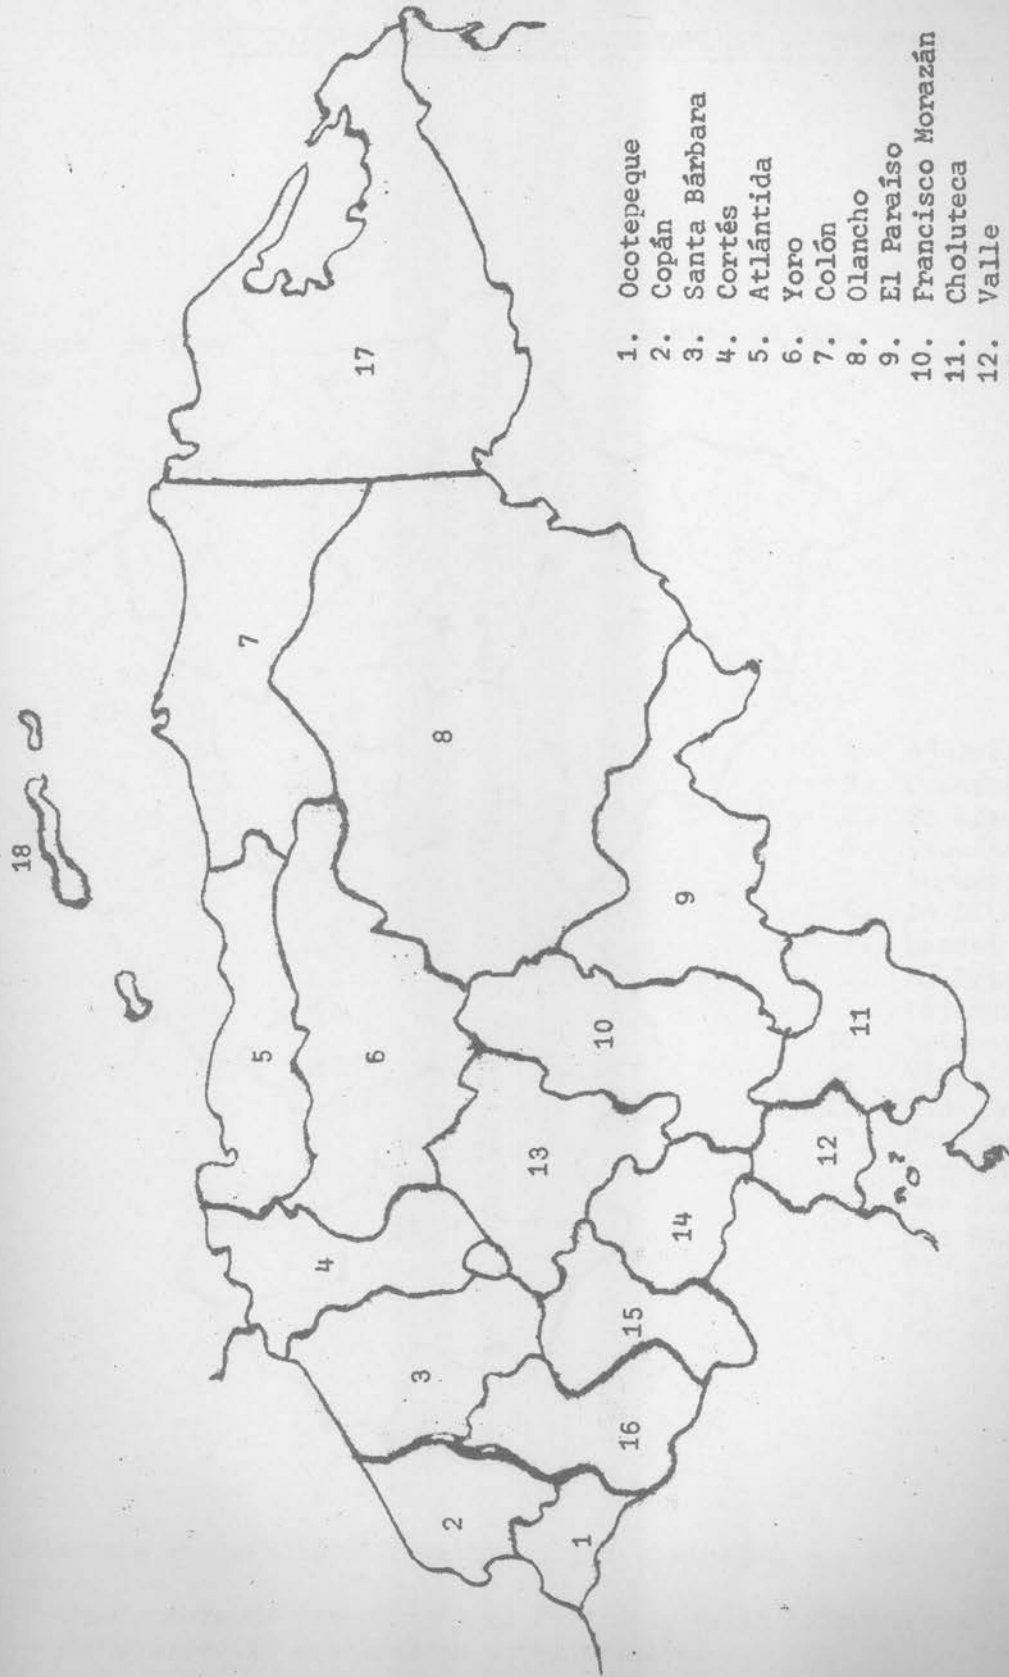 18
7
17
5
6
8
4
3
13
10
9
2
16
15
14
12
11
1
1. Ocotepeque
2. Copán
3. Santa Bárbara
4. Cortés
5. Atlántida
6. Yoro
7. Colón
8. Olancho
9. El Paraíso
10. Francisco Morazán
11. Choluteca
12. Valle